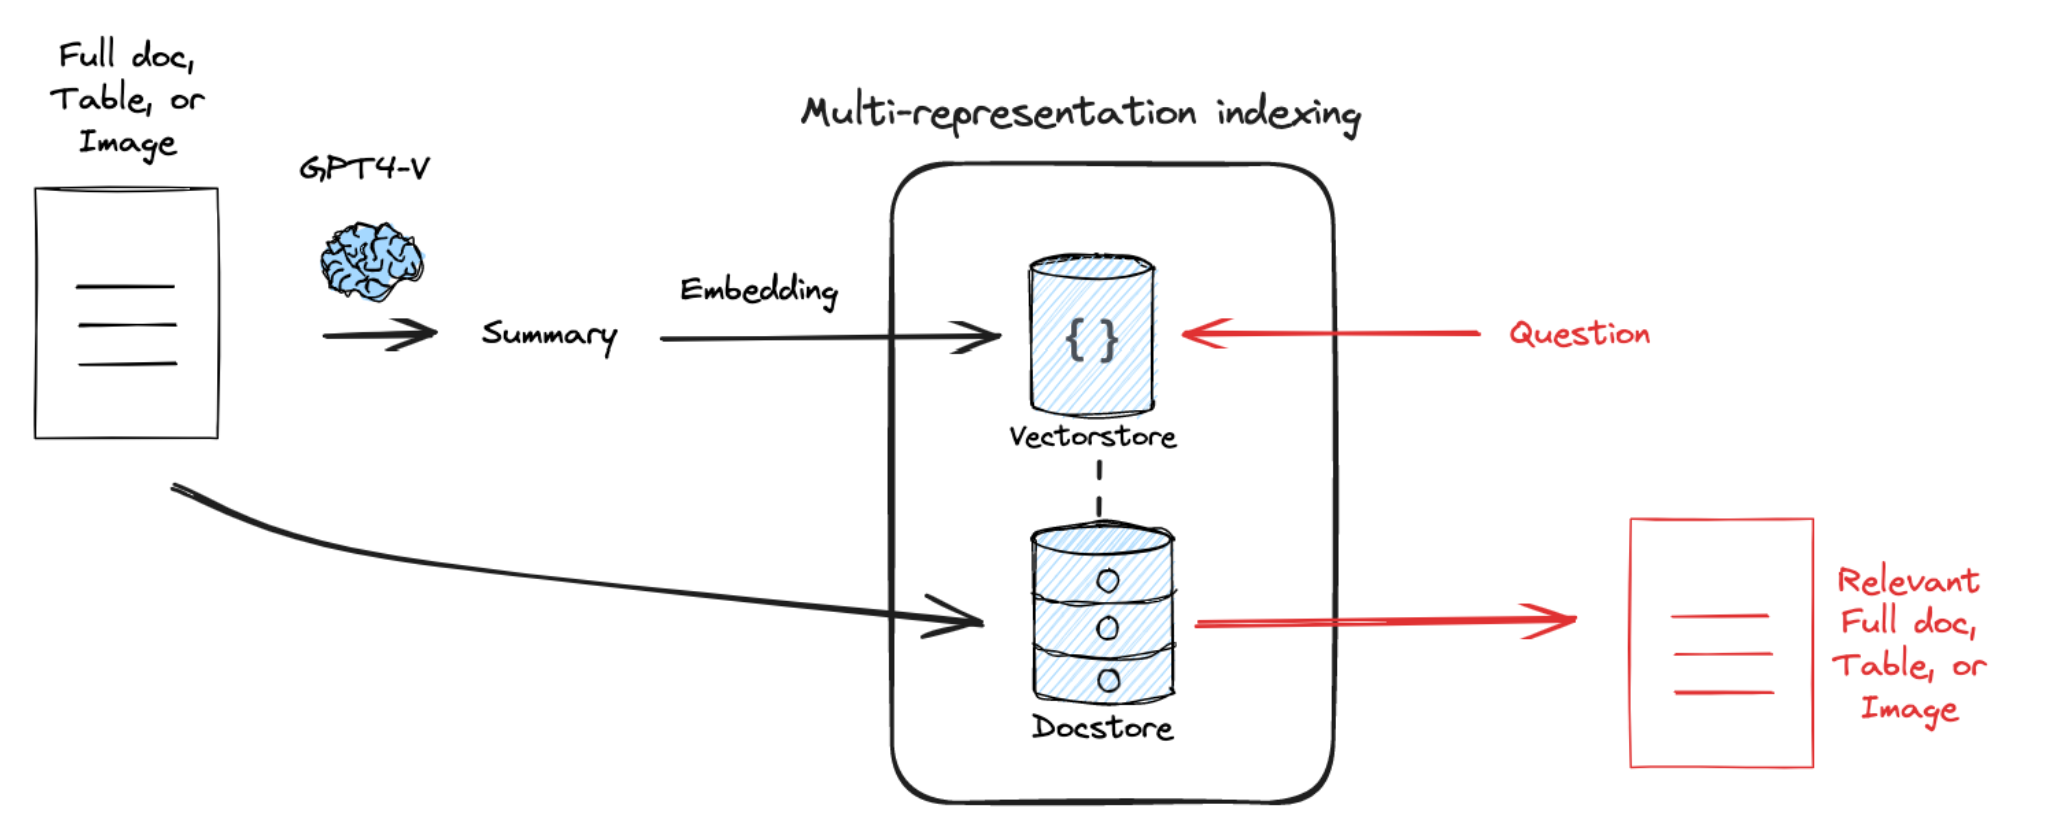 Full doc,
Table, or
Image
GPT4-V
Multi-representation indexing
Summary
Embedding
{ }
Vectorstore
Question
Docstore
Relevant
Full doc,
Table, or
Image